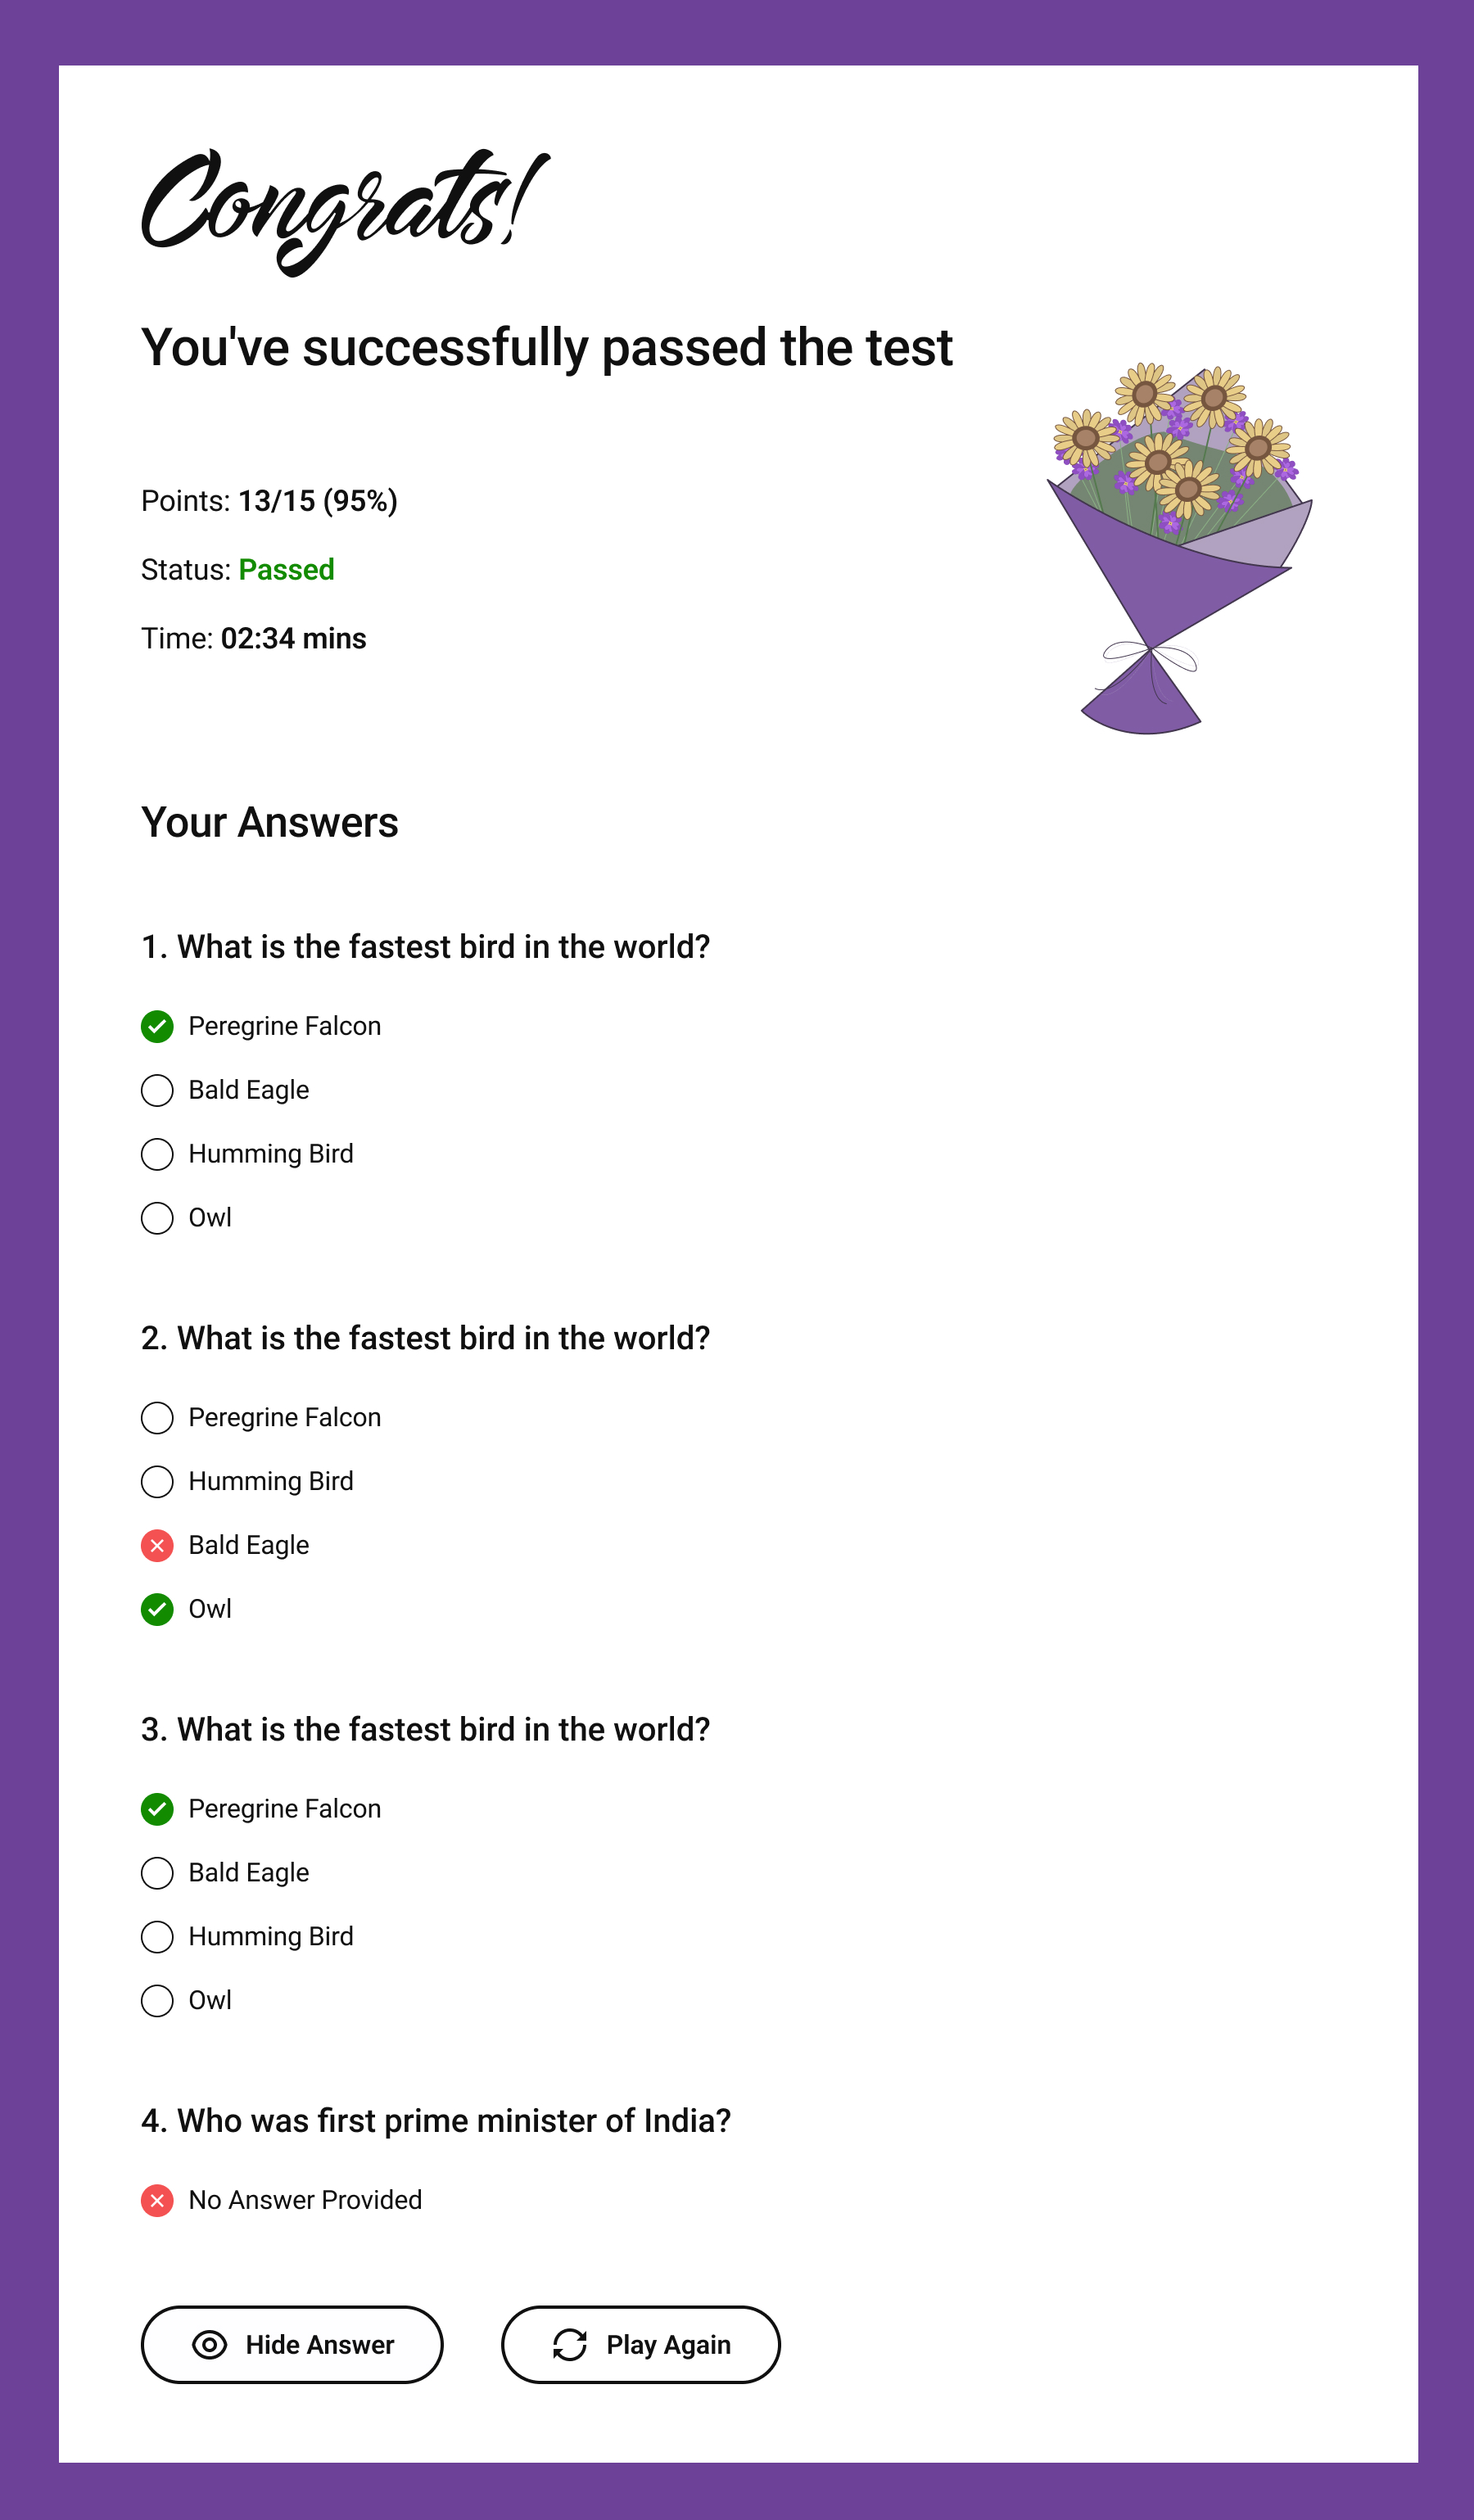 Congrats!
You've successfully passed the test
Points: 13/15 (95%)
Status: Passed
Time: 02:34 mins
Your Answers
1. What is the fastest bird in the world?
Peregrine Falcon
Bald Eagle
Humming Bird
Owl
2. What is the fastest bird in the world?
Peregrine Falcon
Humming Bird
Bald Eagle
Owl
3. What is the fastest bird in the world?
Peregrine Falcon
Bald Eagle
Humming Bird
Owl
4. Who was first prime minister of India?
No Answer Provided
Hide Answer
Play Again